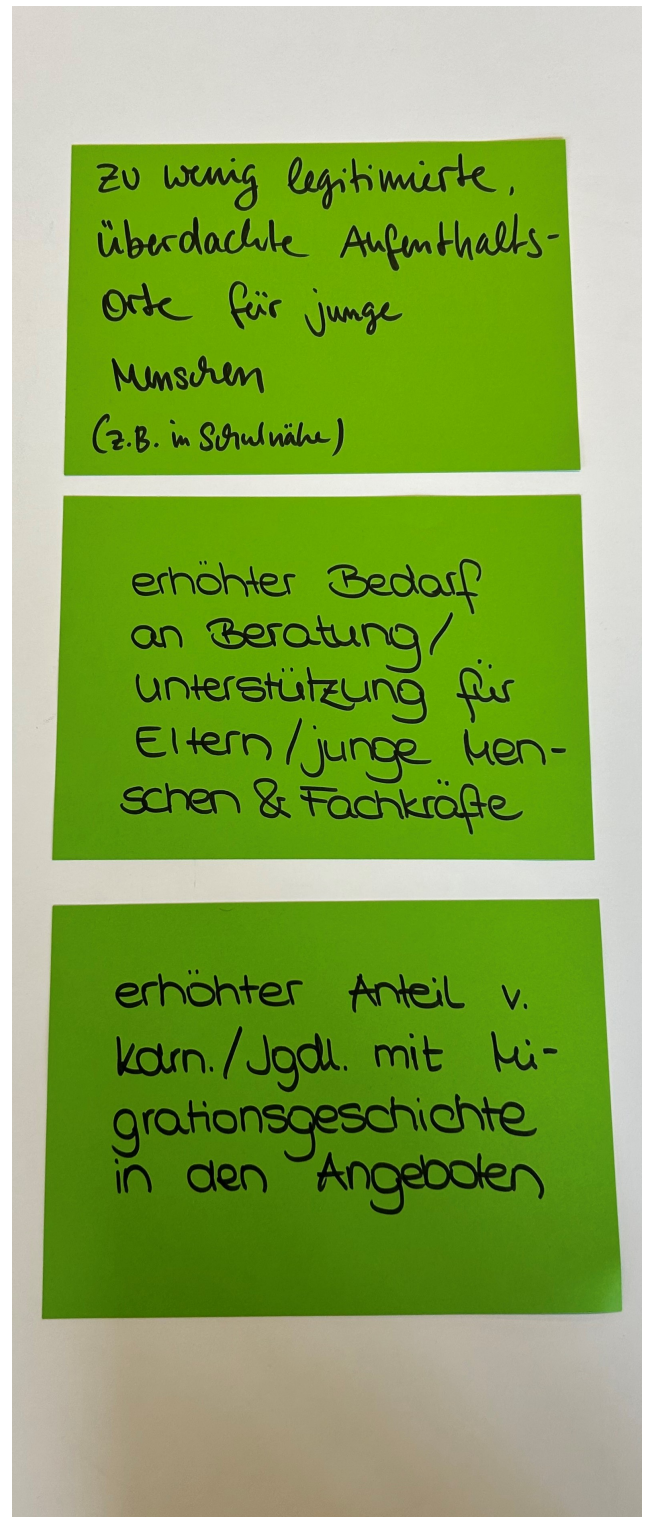 zu wenig legitimierte,
überdachte Aufenthalts-
Orte für junge
Menschen
(z.B. in Schulnähe)
erhöhter Bedarf
an Beratung/
unterstützung für
Eltern/junge Men-
schen & Fachkräfte
erhöhter Anteil v.
Kdrn./Jgdl. mit Mi-
grationsgeschichte
in den Angeboten